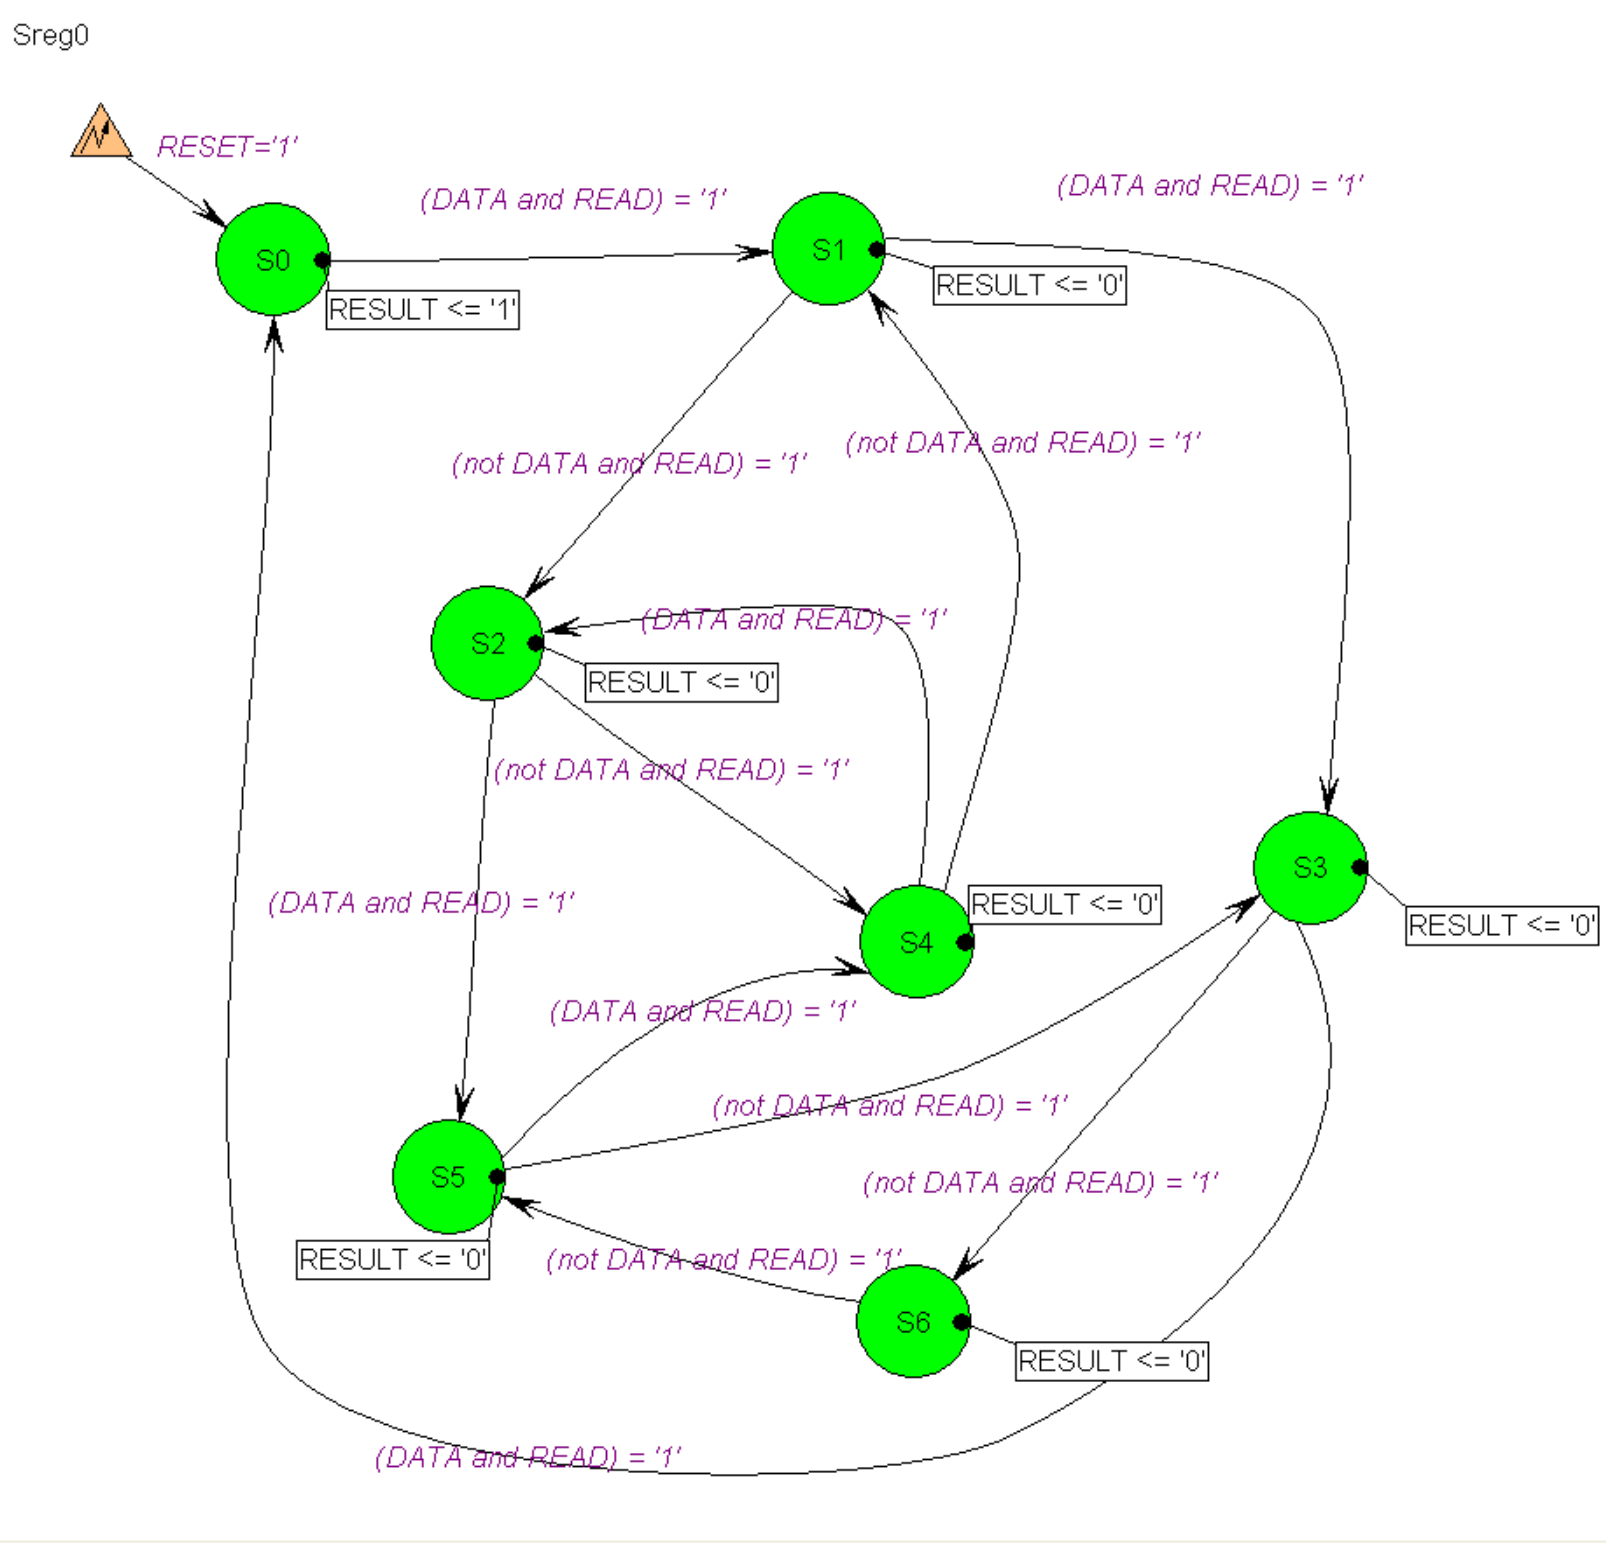 Sreg0
RESET='1'
(DATA and READ) = '1'
(DATA and READ) = '1'
S0
S1
RESULT <= '1'
RESULT <= '0'
(not DATA and READ) = '1'
(not DATA and READ) = '1'
(DATA and READ) = '1'
S2
RESULT <= '0'
(not DATA and READ) = '1'
S3
(DATA and READ) = '1'
RESULT <= '0'
RESULT <= '0'
S4
(DATA and READ) = '1'
(not DATA and READ) = '1'
S5
(not DATA and READ) = '1'
RESULT <= '0'
(not DATA and READ) = '1'
S6
RESULT <= '0'
(DATA and READ) = '1'